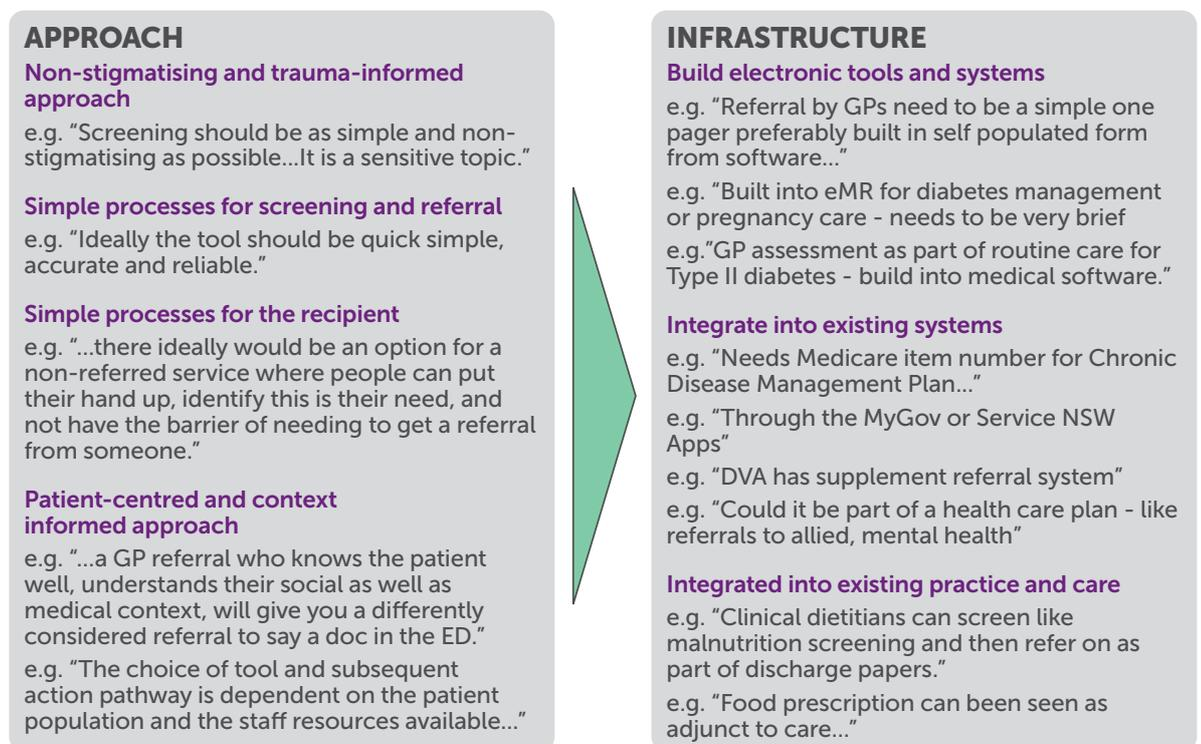 APPROACH
Non-stigmatising and trauma-informed
approach
e.g. “Screening should be as simple and non-
stigmatising as possible...It is a sensitive topic.”
Simple processes for screening and referral
e.g. “Ideally the tool should be quick simple,
accurate and reliable.”
Simple processes for the recipient
e.g. “...there ideally would be an option for a
non-referred service where people can put
their hand up, identify this is their need, and
not have the barrier of needing to get a referral
from someone.”
Patient-centred and context
informed approach
e.g. “...a GP referral who knows the patient
well, understands their social as well as
medical context, will give you a differently
considered referral to say a doc in the ED.”
e.g. “The choice of tool and subsequent
action pathway is dependent on the patient
population and the staff resources available...”
INFRASTRUCTURE
Build electronic tools and systems
e.g. “Referral by GPs need to be a simple one
pager preferably built in self populated form
from software...”
e.g. “Built into eMR for diabetes management
or pregnancy care - needs to be very brief
e.g.”GP assessment as part of routine care for
Type II diabetes - build into medical software.”
Integrate into existing systems
e.g. “Needs Medicare item number for Chronic
Disease Management Plan...”
e.g. “Through the MyGov or Service NSW
Apps”
e.g. “DVA has supplement referral system”
e.g. “Could it be part of a health care plan - like
referrals to allied, mental health”
Integrated into existing practice and care
e.g. “Clinical dietitians can screen like
malnutrition screening and then refer on as
part of discharge papers.”
e.g. “Food prescription can been seen as
adjunct to care...”